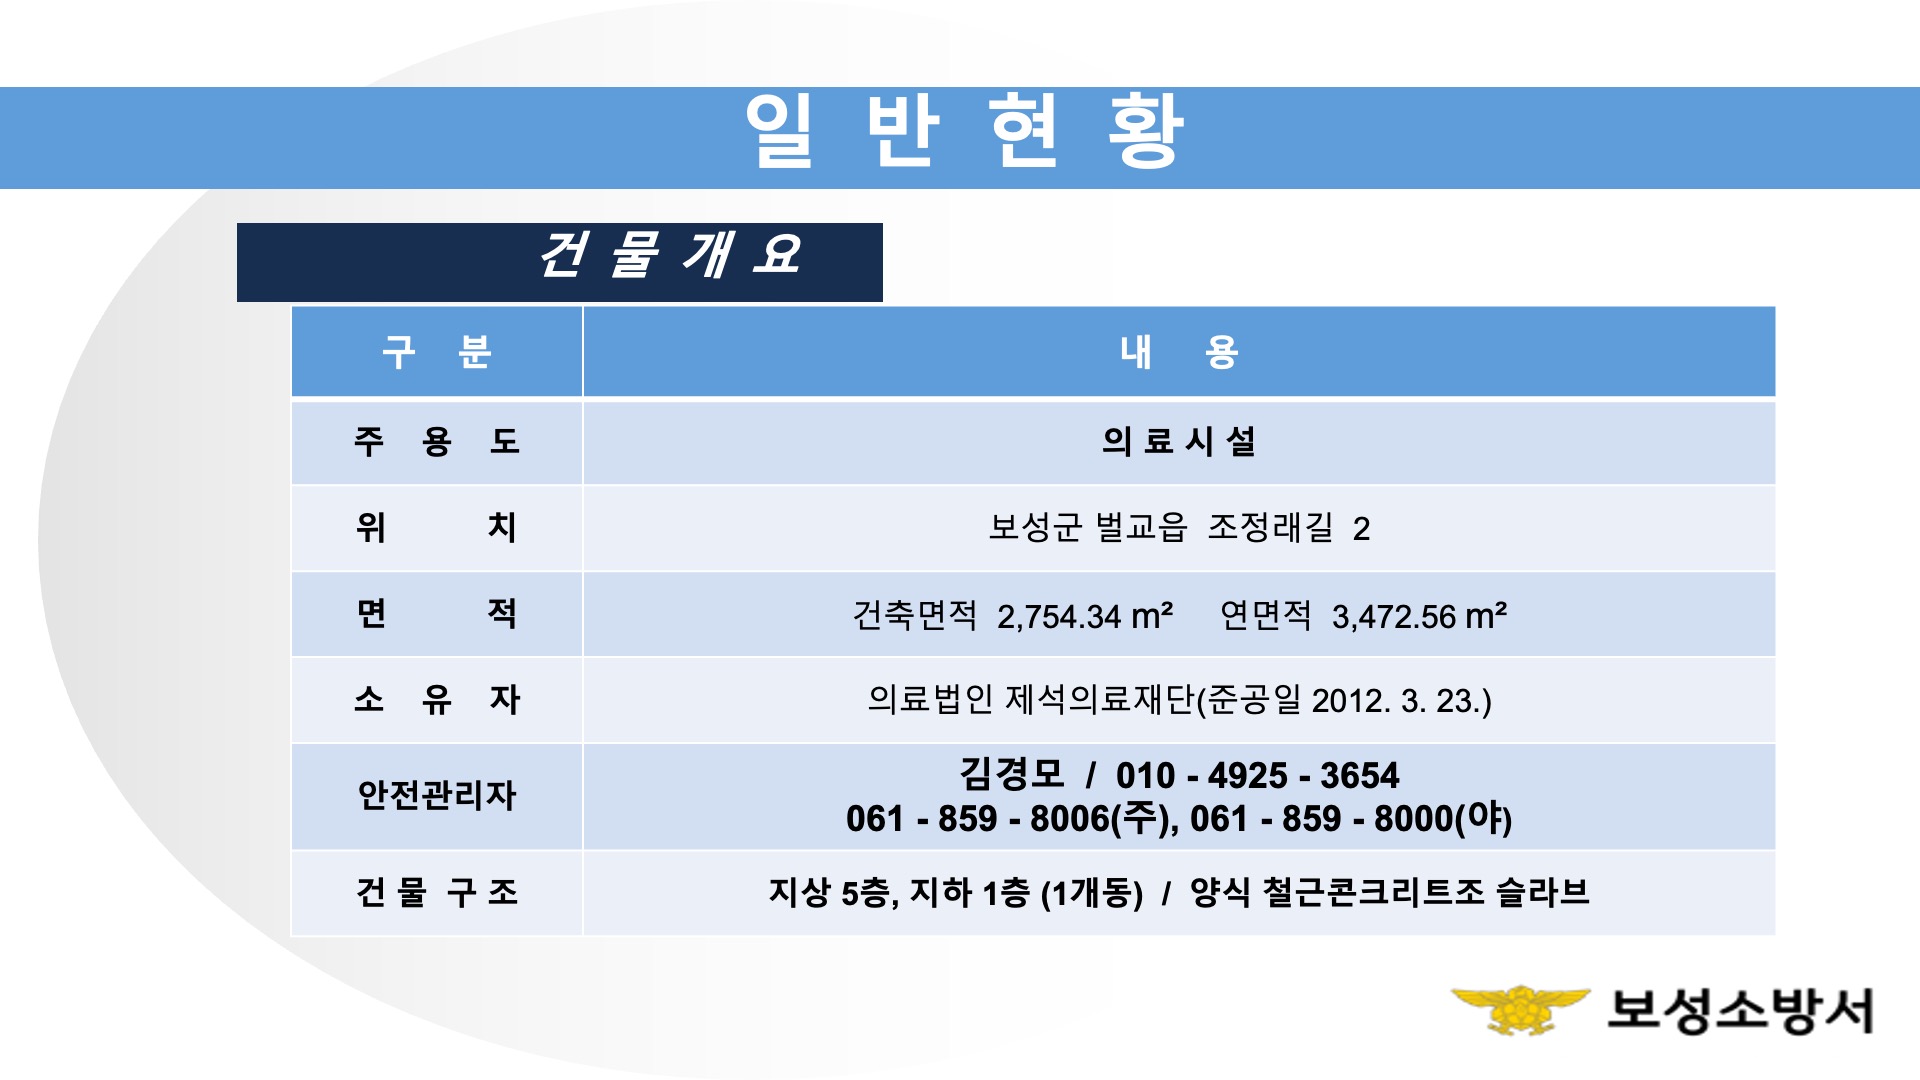 일 반 현 황
건 물 개 요
구 분 내 용
주 용 도 의 료 시 설
위 치 보성군 벌교읍 조정래길 2
면 적 건축면적 2,754.34 m² 연면적 3,472.56 m²
소 유 자 의료법인 제석의료재단(준공일 2012. 3. 23.)
안전관리자 김경모 / 010 - 4925 - 3654
061 - 859 - 8006(주), 061 - 859 - 8000(야)
건 물 구 조 지상 5층, 지하 1층 (1개동) / 양식 철근콘크리트조 슬라브
보성소방서